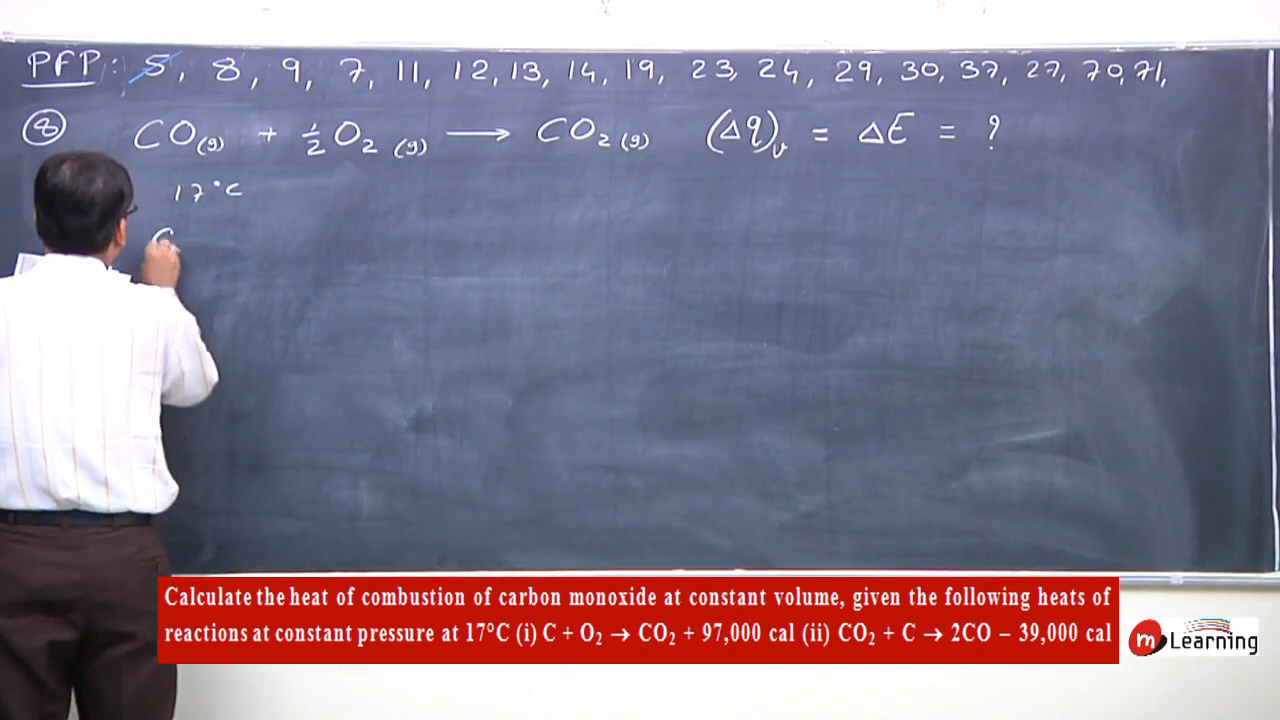 PFP: 5, 8, 9, 7, 11, 12, 13, 14, 19, 23, 24, 29, 30, 37, 27, 70, 71,
⑧ CO(g) + 1/2 O2 (g) ⟶ CO2 (g) (Δq)v = ΔE = ?
17°C
Calculate the heat of combustion of carbon monoxide at constant volume, given the following heats of
reactions at constant pressure at 17°C (i) C + O2 → CO2 + 97,000 cal (ii) CO2 + C → 2CO – 39,000 cal
m Learning